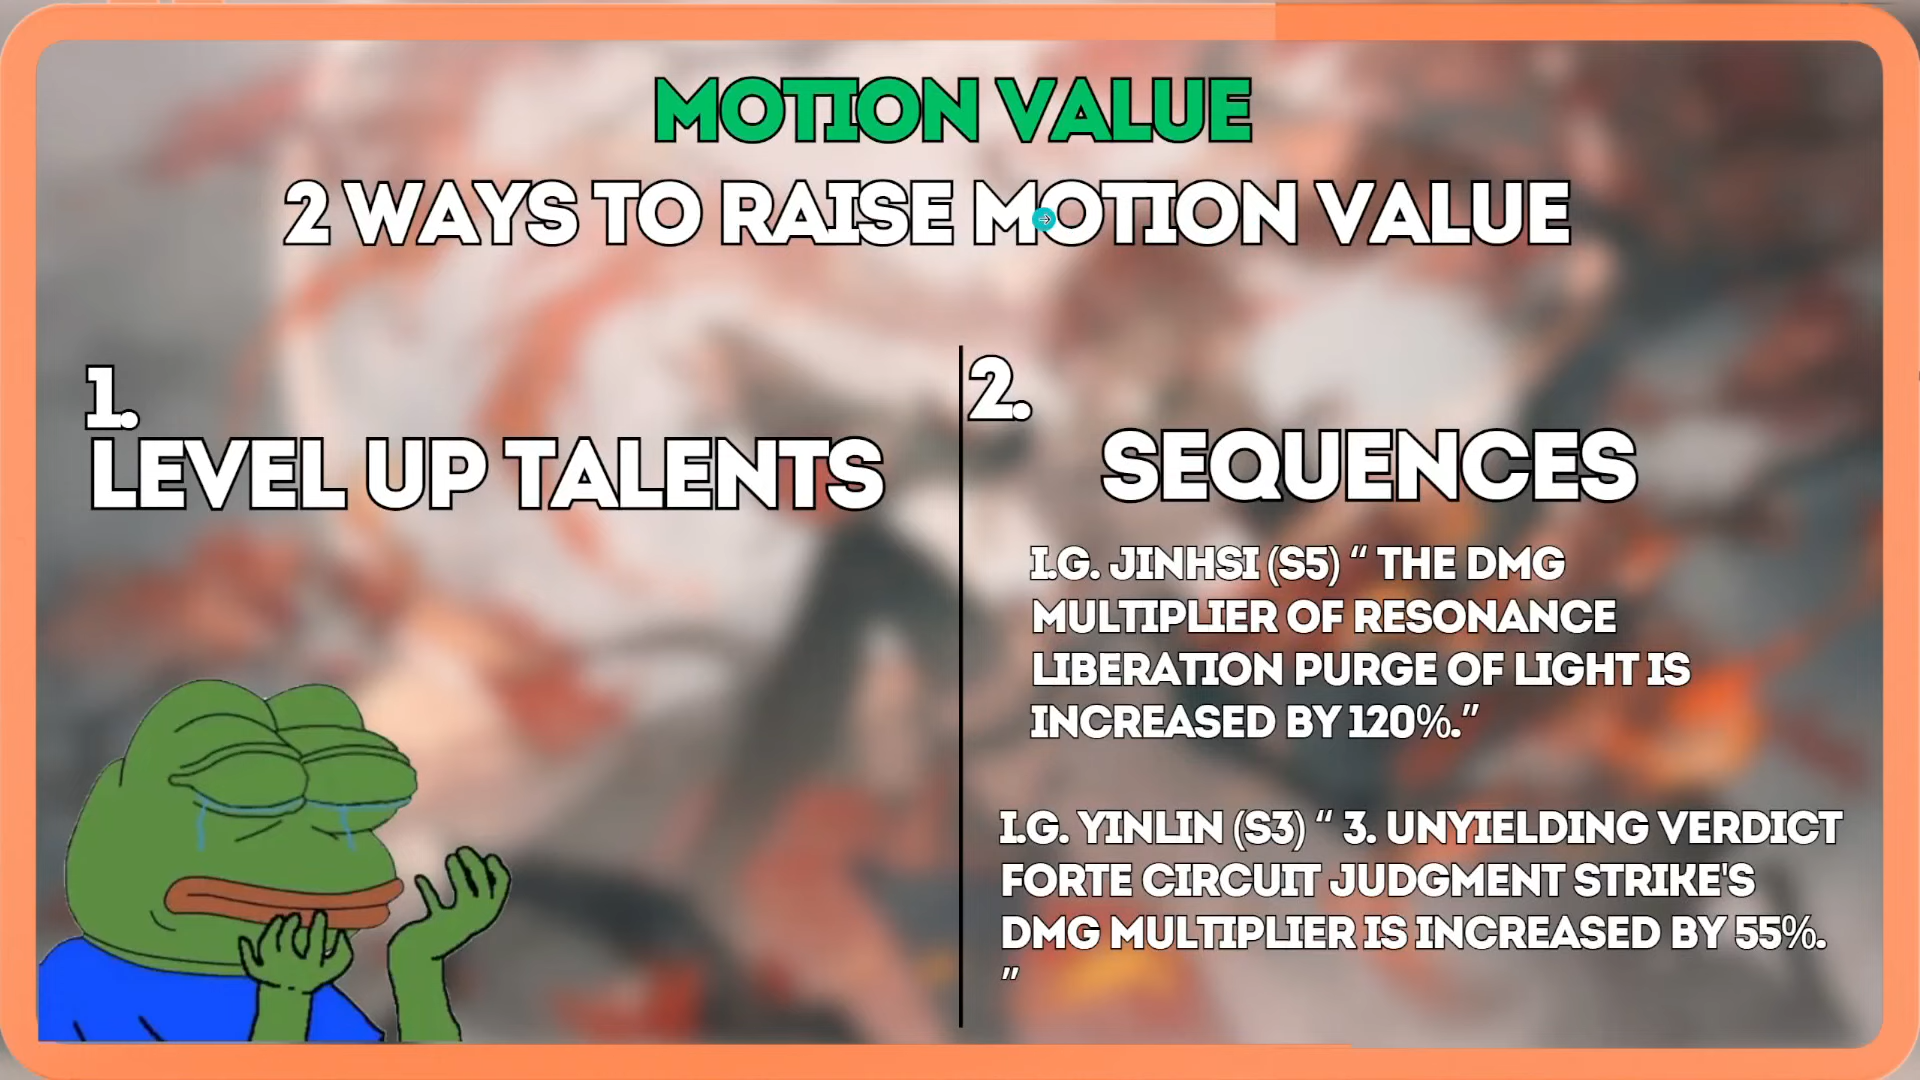 MOTION VALUE
2 WAYS TO RAISE MOTION VALUE
1.
LEVEL UP TALENTS
2.
SEQUENCES
I.G. JINHSI (S5) “ THE DMG
MULTIPLIER OF RESONANCE
LIBERATION PURGE OF LIGHT IS
INCREASED BY 120%.”
I.G. YINLIN (S3) “ 3. UNYIELDING VERDICT
FORTE CIRCUIT JUDGMENT STRIKE'S
DMG MULTIPLIER IS INCREASED BY 55%.
”